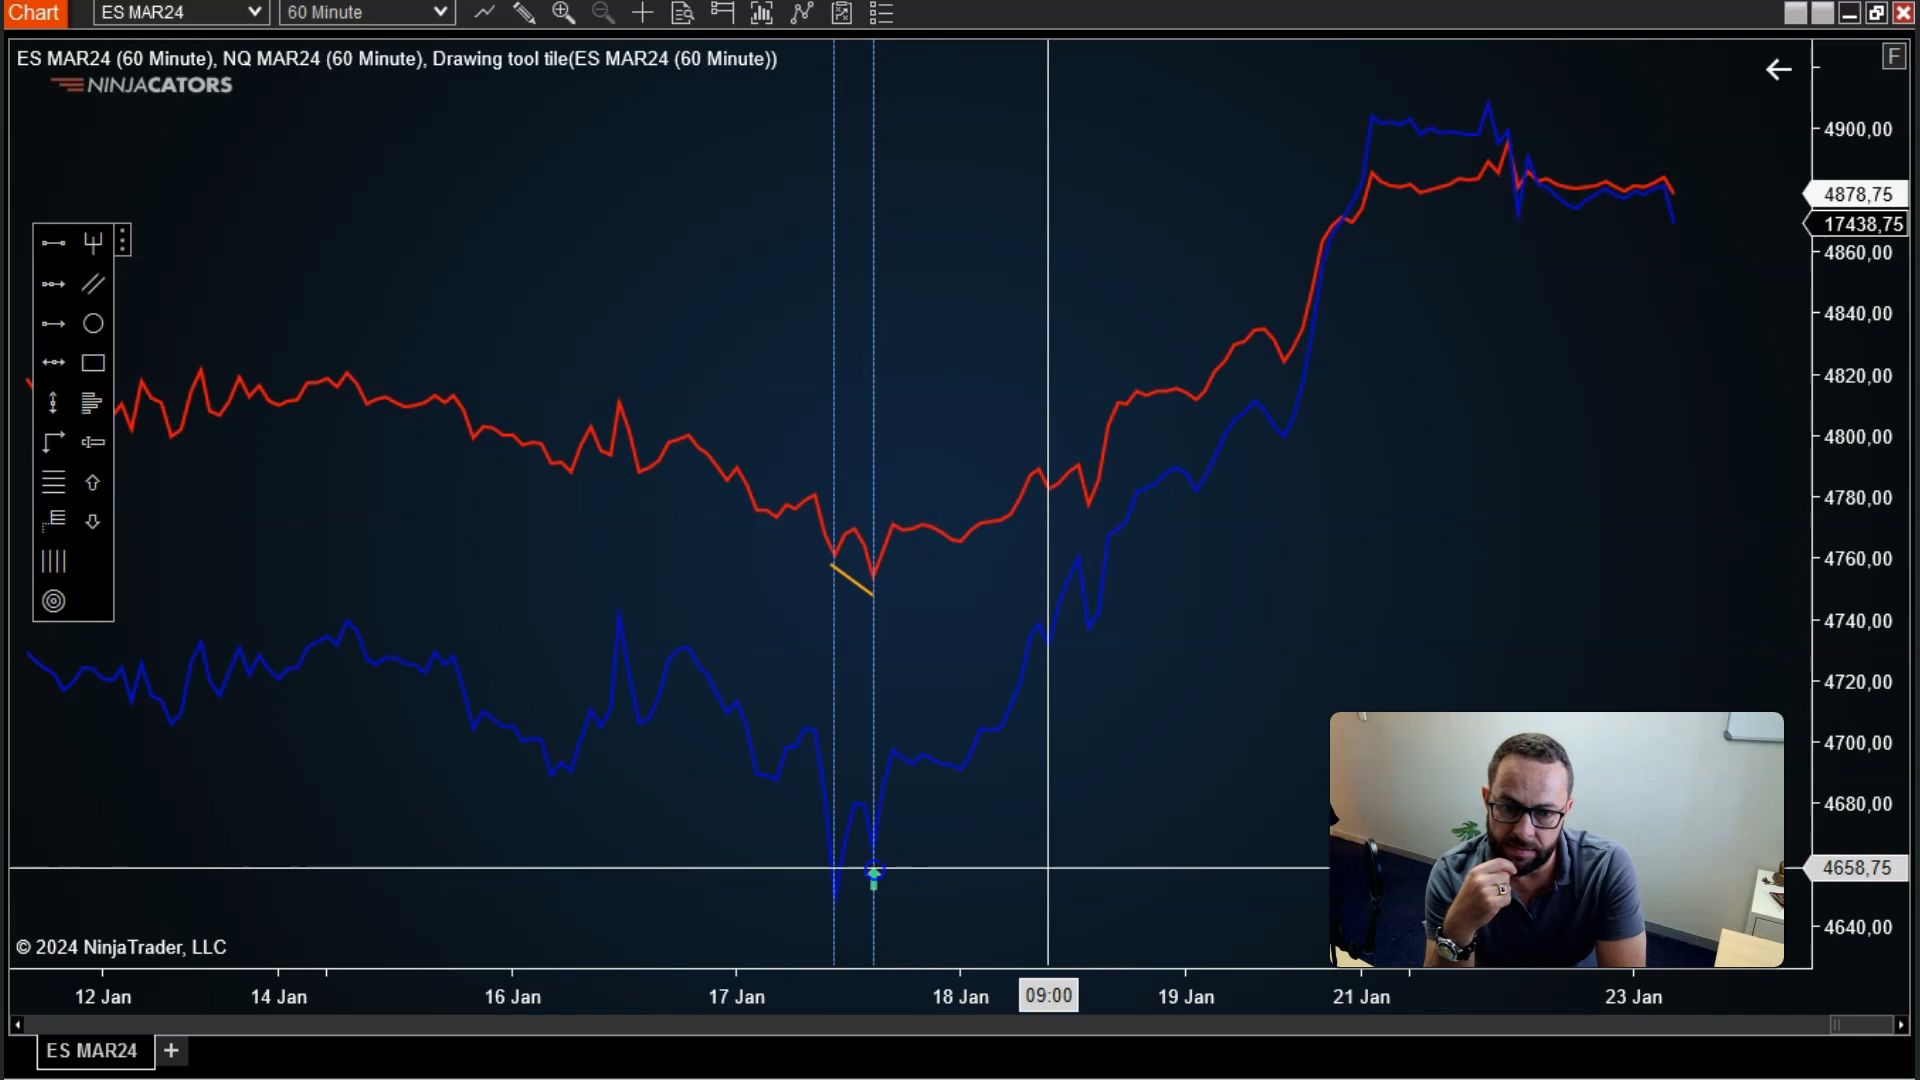 Chart
ES MAR24
60 Minute
ES MAR24 (60 Minute), NQ MAR24 (60 Minute), Drawing tool tile(ES MAR24 (60 Minute))
NINJACATORS
F
4900,00
4878,75
17438,75
4860,00
4840,00
4820,00
4800,00
4780,00
4760,00
4740,00
4720,00
4700,00
4680,00
4658,75
4640,00
© 2024 NinjaTrader, LLC
12 Jan
14 Jan
16 Jan
17 Jan
18 Jan
09:00
19 Jan
21 Jan
23 Jan
ES MAR24
+